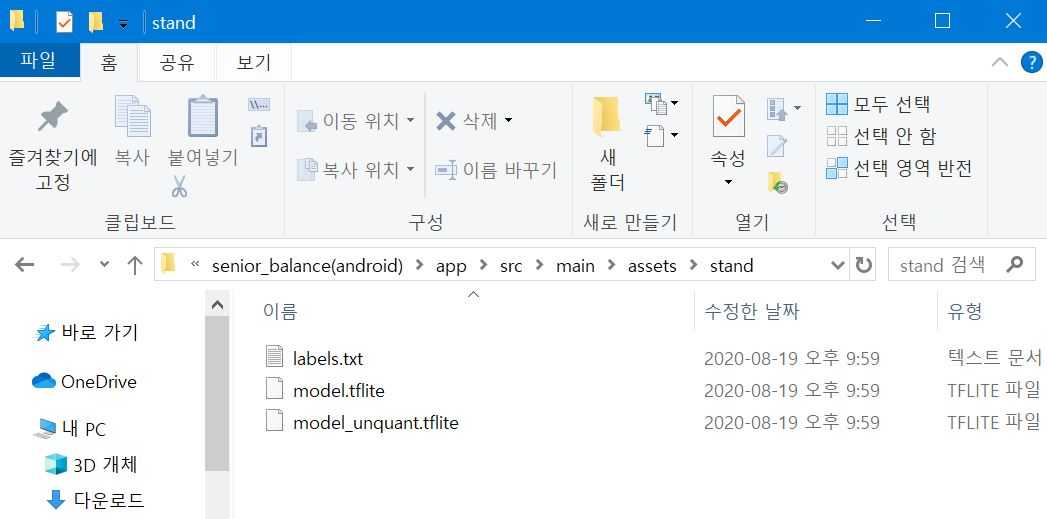 stand
파일 홈 공유 보기
즐겨찾기에 고정
복사
붙여넣기
클립보드
이동 위치
복사 위치
삭제
이름 바꾸기
구성
새 폴더
새로 만들기
속성
열기
모두 선택
선택 안 함
선택 영역 반전
선택
« senior_balance(android) > app > src > main > assets > stand
stand 검색
바로 가기
OneDrive
내 PC
3D 개체
다운로드
이름 수정한 날짜 유형
labels.txt 2020-08-19 오후 9:59 텍스트 문서
model.tflite 2020-08-19 오후 9:59 TFLITE 파일
model_unquant.tflite 2020-08-19 오후 9:59 TFLITE 파일